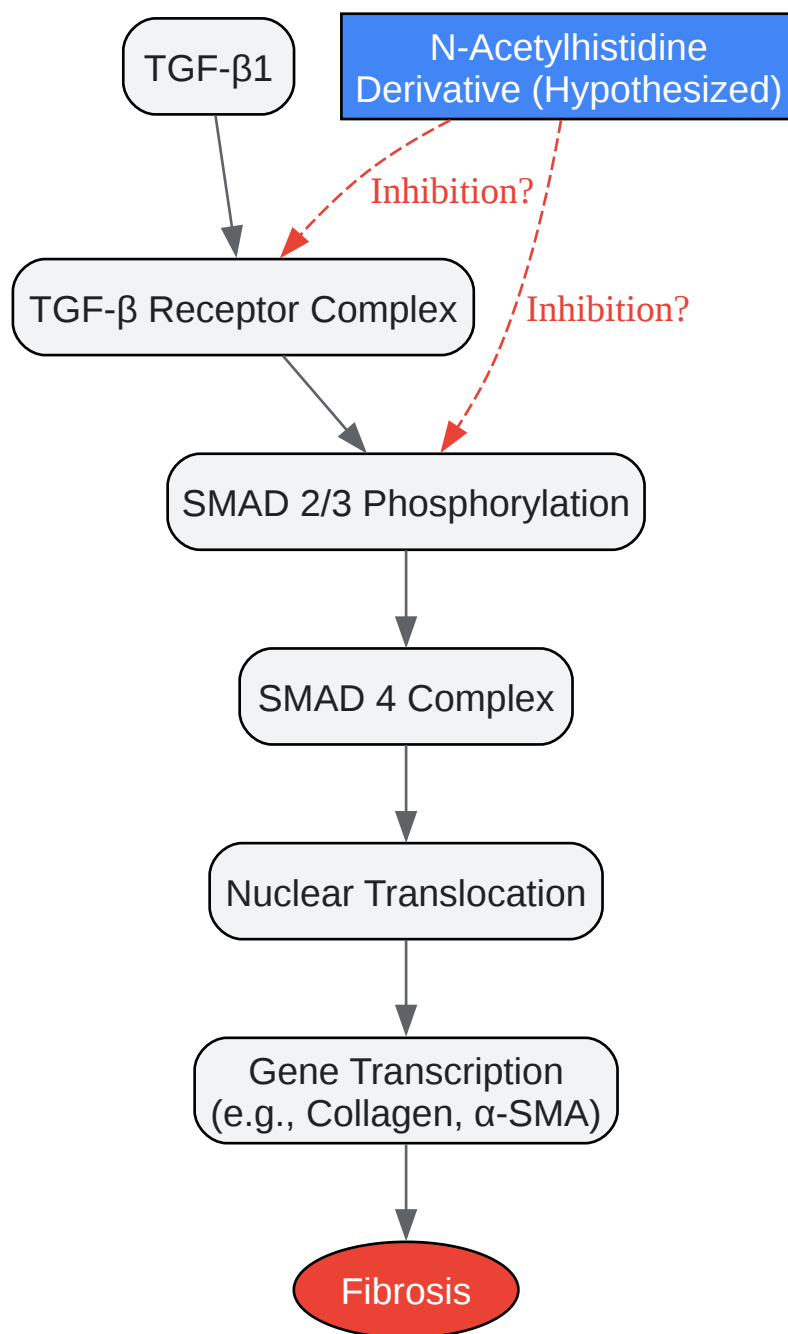 TGF-β1
N-Acetylhistidine
Derivative (Hypothesized)
Inhibition?
TGF-β Receptor Complex
Inhibition?
SMAD 2/3 Phosphorylation
SMAD 4 Complex
Nuclear Translocation
Gene Transcription
(e.g., Collagen, α-SMA)
Fibrosis